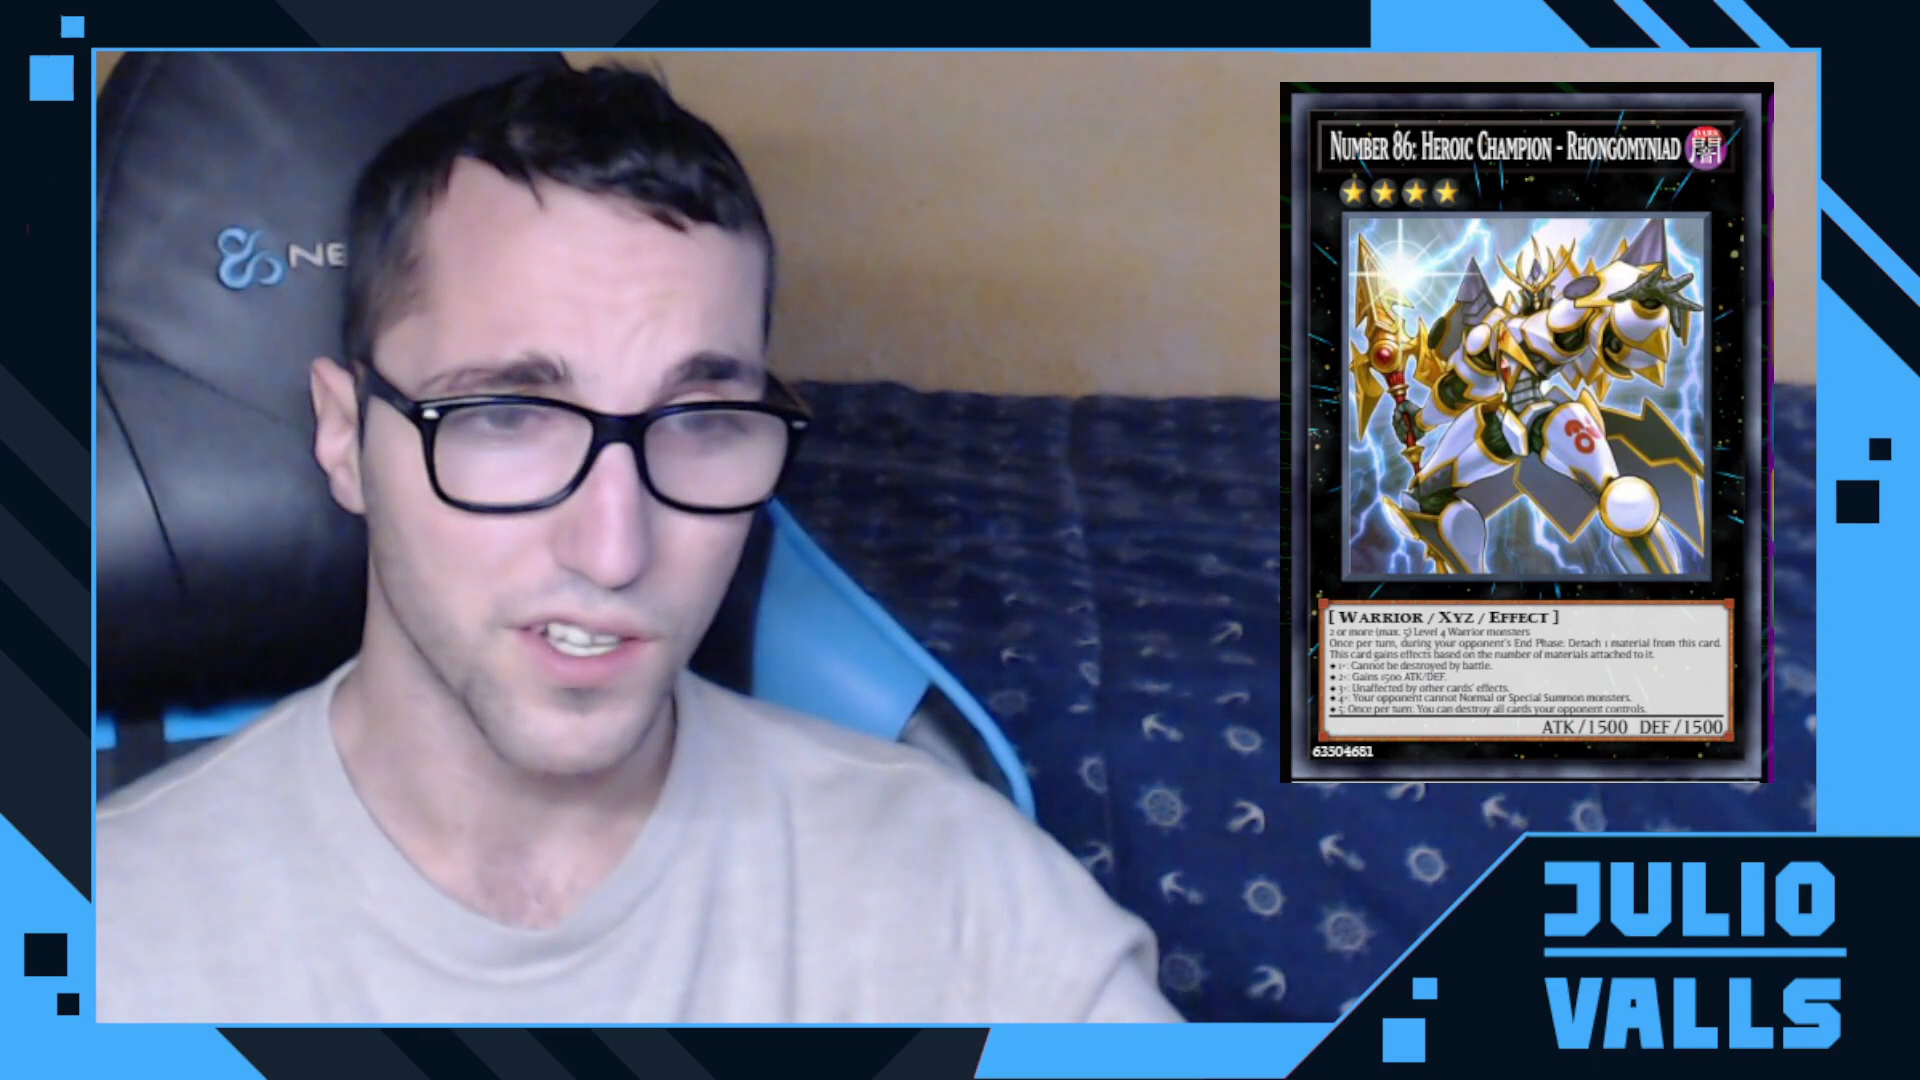 NE
NUMBER 86: HEROIC CHAMPION - RHONGOMYNIAD
DARK
闇
86
[ WARRIOR / XYZ / EFFECT ]
2 or more (max. 5) Level 4 Warrior monsters
Once per turn, during your opponent's End Phase: Detach 1 material from this card.
This card gains effects based on the number of materials attached to it.
● 1+: Cannot be destroyed by battle.
● 2+: Gains 1500 ATK/DEF.
● 3+: Unaffected by other cards' effects.
● 4+: Your opponent cannot Normal or Special Summon monsters.
● 5: Once per turn: You can destroy all cards your opponent controls.
ATK/1500 DEF/1500
63504681
JULIO
VALLS